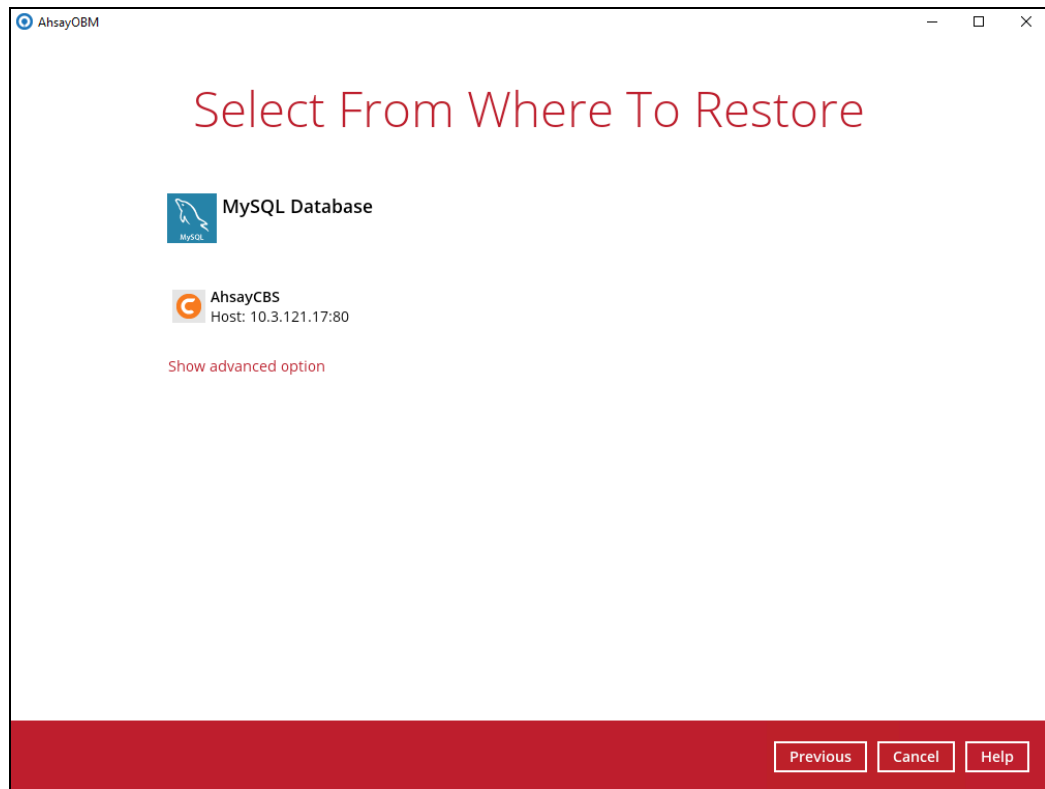 AhsayOBM
Select From Where To Restore
MySQL Database
MySQL
AhsayCBS
Host: 10.3.121.17:80
Show advanced option
Previous Cancel Help